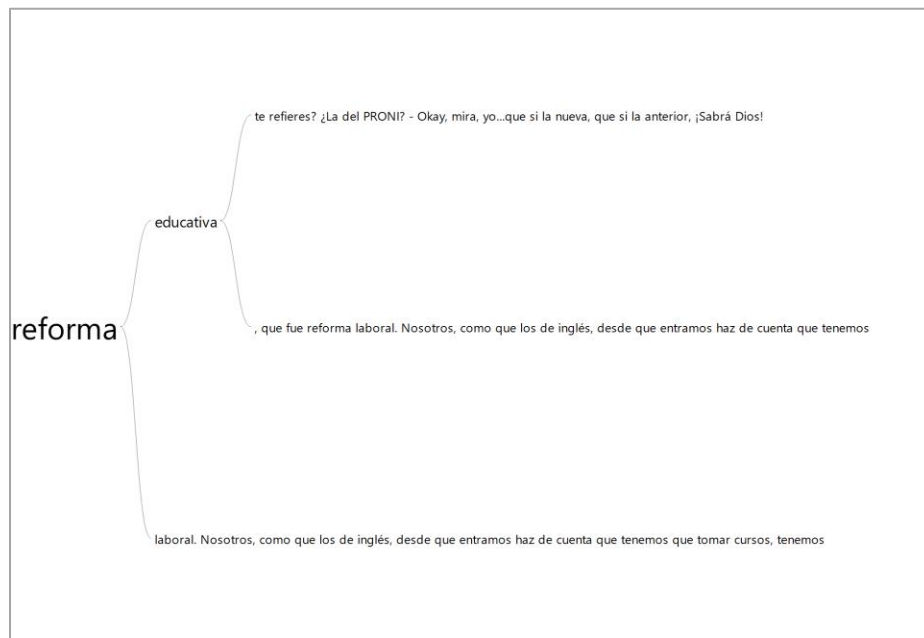 te refieres? ¿La del PRONI? - Okay, mira, yo...que si la nueva, que si la anterior, ¡Sabrá Dios!
educativa
reforma
, que fue reforma laboral. Nosotros, como que los de inglés, desde que entramos haz de cuenta que tenemos
laboral. Nosotros, como que los de inglés, desde que entramos haz de cuenta que tenemos que tomar cursos, tenemos